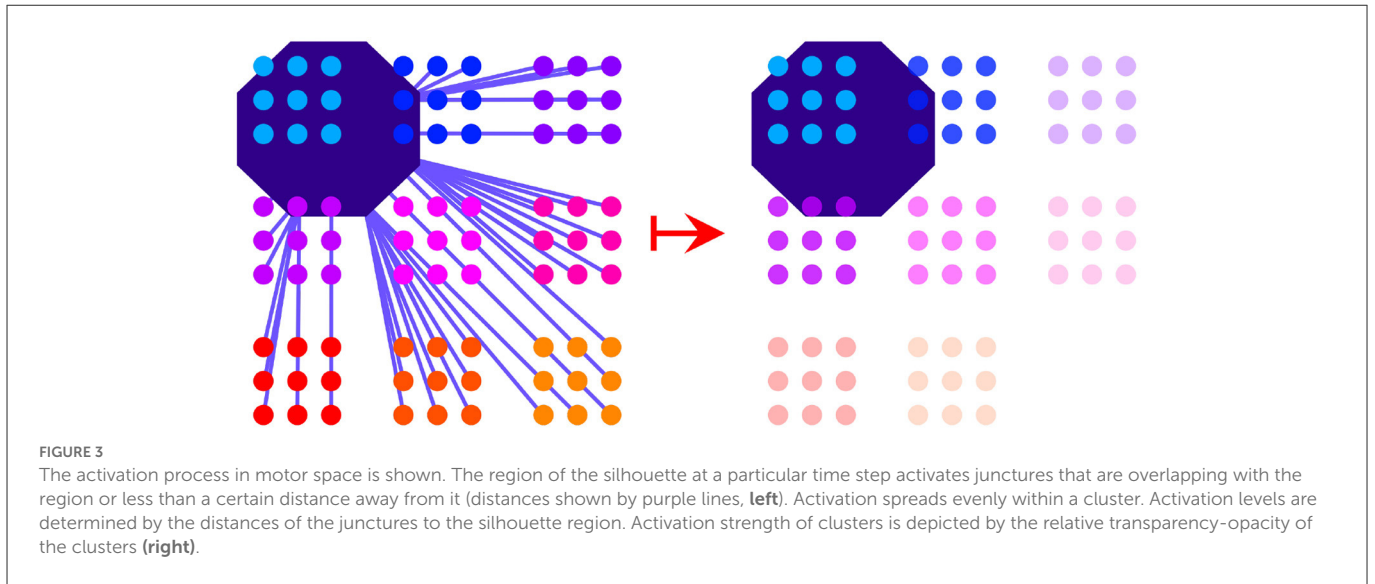 FIGURE 3
The activation process in motor space is shown. The region of the silhouette at a particular time step activates junctures that are overlapping with the
region or less than a certain distance away from it (distances shown by purple lines, left). Activation spreads evenly within a cluster. Activation levels are
determined by the distances of the junctures to the silhouette region. Activation strength of clusters is depicted by the relative transparency-opacity of
the clusters (right).